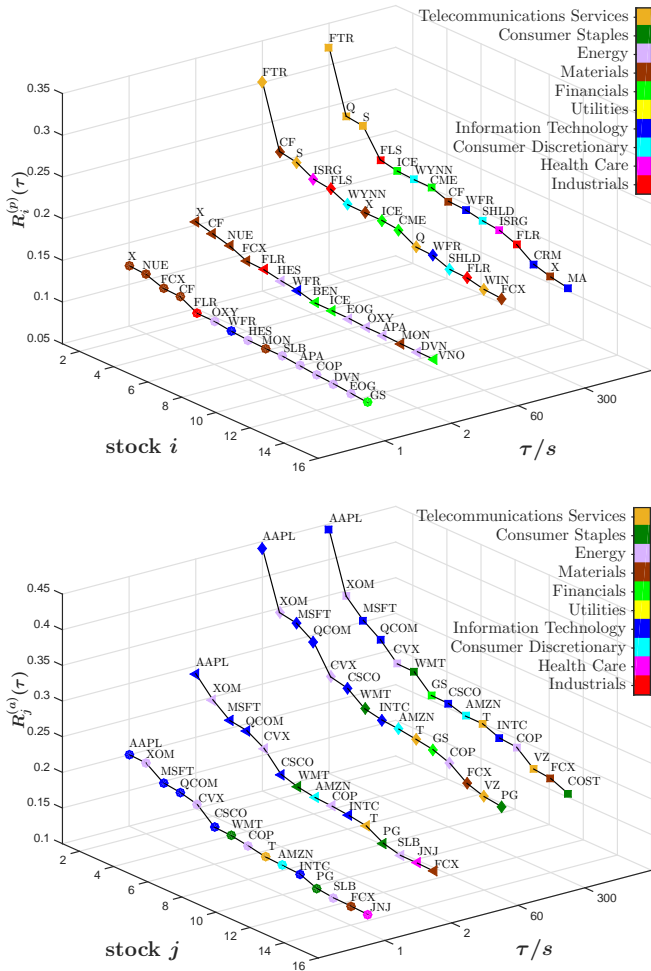 Telecommunications Services
Consumer Staples
Energy
Materials
Financials
Utilities
Information Technology
Consumer Discretionary
Health Care
Industrials
0.35
0.3
0.25
0.2
0.15
0.1
0.05
R_i^{(p)}(τ)
FTR
Q
S
FLS
ICE
WYNN
CME
CF
WFR
SHLD
ISRG
FLR
CRM
X
MA
FTR
CF
S
ISRG
FLS
WYNN
X
ICE
CME
Q
WFR
SHLD
FLR
WIN
FCX
X
CF
NUE
FCX
FLR
HES
WFR
BEN
ICE
EOG
OXY
APA
MON
DVN
VNO
X
NUE
FCX
CF
FLR
OXY
WFR
HES
MON
SLB
APA
COP
DVN
EOG
GS
2
4
6
8
10
12
14
16
stock i
1
2
60
300
τ/s
Telecommunications Services
Consumer Staples
Energy
Materials
Financials
Utilities
Information Technology
Consumer Discretionary
Health Care
Industrials
0.45
0.4
0.35
0.3
0.25
0.2
0.15
0.1
R_j^{(a)}(τ)
AAPL
XOM
MSFT
QCOM
CVX
WMT
GS
CSCO
AMZN
T
INTC
COP
VZ
FCX
COST
AAPL
XOM
MSFT
QCOM
CVX
CSCO
WMT
INTC
AMZN
T
GS
COP
FCX
VZ
PG
AAPL
XOM
MSFT
QCOM
CVX
CSCO
WMT
AMZN
COP
INTC
T
PG
SLB
JNJ
FCX
AAPL
XOM
MSFT
QCOM
CVX
CSCO
WMT
COP
T
AMZN
INTC
PG
SLB
FCX
JNJ
2
4
6
8
10
12
14
16
stock j
1
2
60
300
τ/s